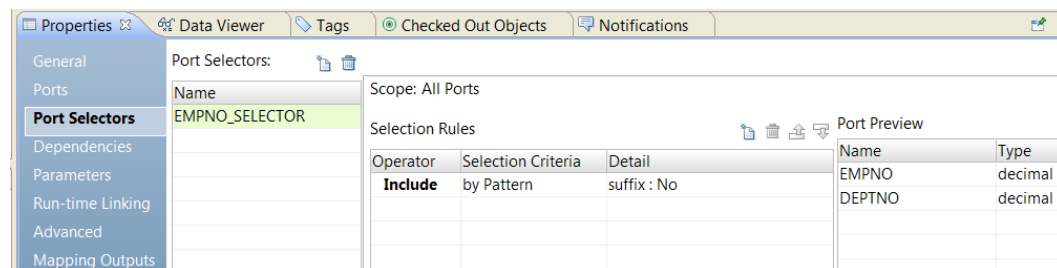 Properties Data Viewer Tags Checked Out Objects Notifications
General
Ports
Port Selectors
Dependencies
Parameters
Run-time Linking
Advanced
Mapping Outputs
Port Selectors:
Name
EMPNO_SELECTOR
Scope: All Ports
Selection Rules
Operator Selection Criteria Detail
Include by Pattern suffix : No
Port Preview
Name Type
EMPNO decimal
DEPTNO decimal